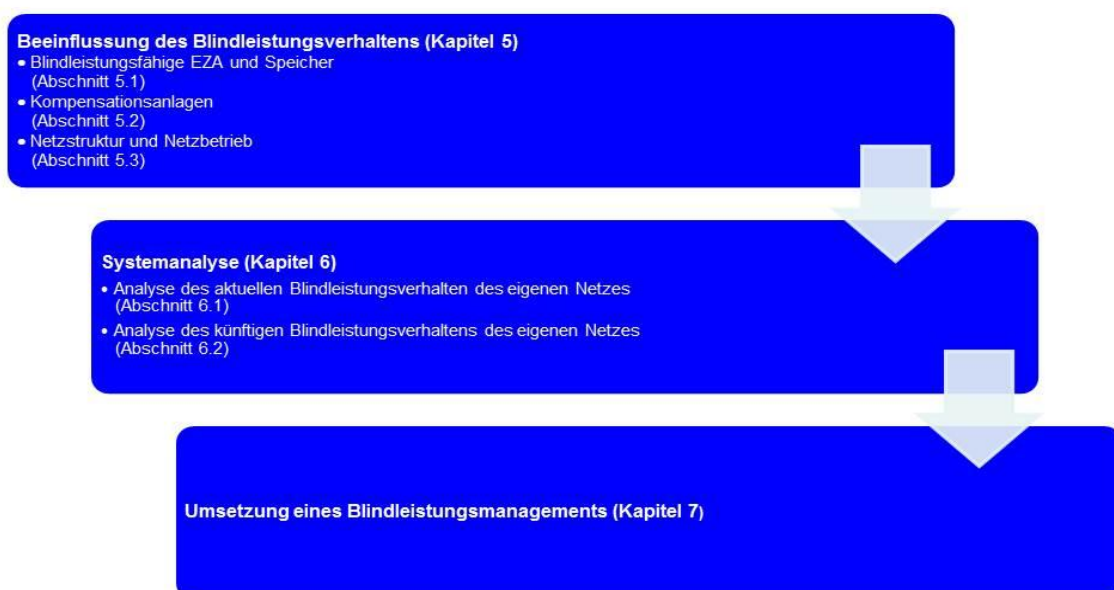 Beeinflussung des Blindleistungsverhaltens (Kapitel 5)
• Blindleistungsfähige EZA und Speicher
(Abschnitt 5.1)
• Kompensationsanlagen
(Abschnitt 5.2)
• Netzstruktur und Netzbetrieb
(Abschnitt 5.3)
Systemanalyse (Kapitel 6)
• Analyse des aktuellen Blindleistungsverhalten des eigenen Netzes
(Abschnitt 6.1)
• Analyse des künftigen Blindleistungsverhaltens des eigenen Netzes
(Abschnitt 6.2)
Umsetzung eines Blindleistungsmanagements (Kapitel 7)